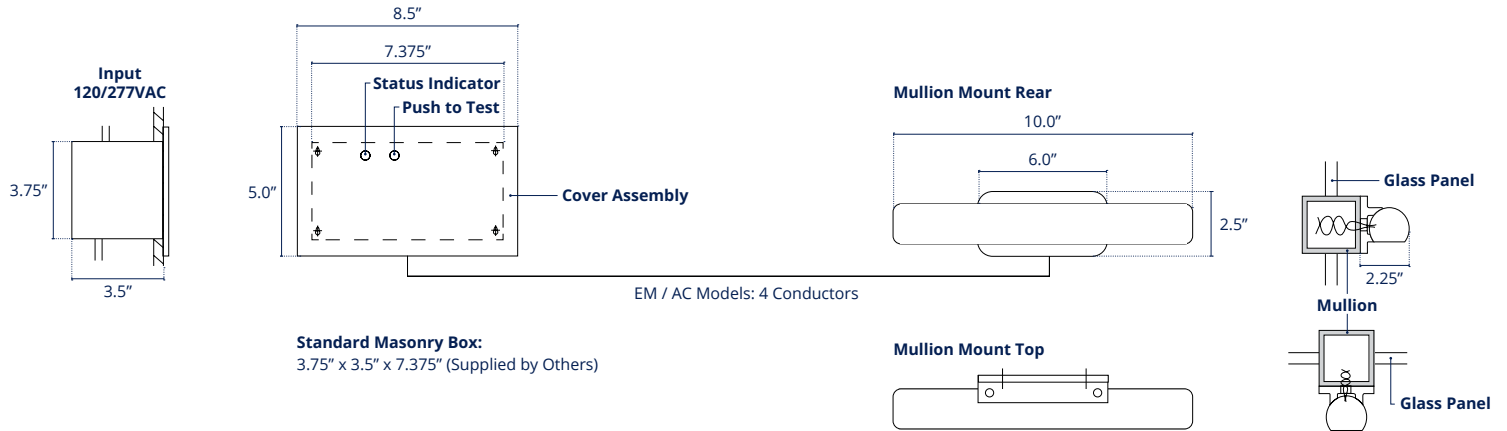 Input
120/277VAC
3.75”
3.5”
8.5”
7.375”
Status Indicator
Push to Test
5.0”
Cover Assembly
EM / AC Models: 4 Conductors
Standard Masonry Box:
3.75” x 3.5” x 7.375” (Supplied by Others)
Mullion Mount Rear
10.0”
6.0”
2.5”
Mullion Mount Top
Glass Panel
2.25”
Mullion
Glass Panel